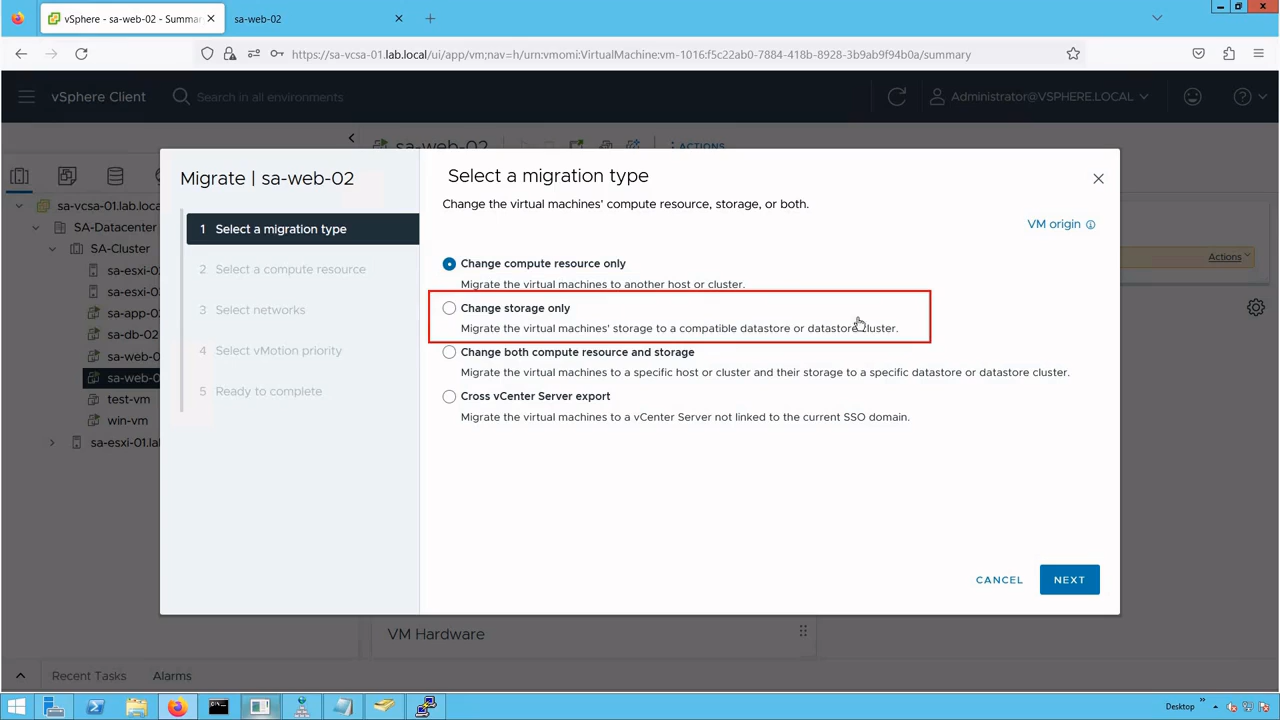 vSphere - sa-web-02 - Summar
sa-web-02
https://sa-vcsa-01.lab.local/ui/app/vm;nav=h/urn:vmomi:VirtualMachine:vm-1016:f5c22ab0-7884-418b-8928-3b9ab9f94b0a/summary
vSphere Client
Search in all environments
Administrator@VSPHERE.LOCAL
sa-web-02
ACTIONS
sa-vcsa-01.lab.loca
SA-Datacenter
SA-Cluster
sa-esxi-0
sa-esxi-0
sa-app-0
sa-db-02
sa-web-0
sa-web-0
test-vm
win-vm
sa-esxi-01.la
Migrate | sa-web-02
1 Select a migration type
2 Select a compute resource
3 Select networks
4 Select vMotion priority
5 Ready to complete
Select a migration type
Change the virtual machines' compute resource, storage, or both.
VM origin
Change compute resource only
Migrate the virtual machines to another host or cluster.
Change storage only
Migrate the virtual machines' storage to a compatible datastore or datastore cluster.
Change both compute resource and storage
Migrate the virtual machines to a specific host or cluster and their storage to a specific datastore or datastore cluster.
Cross vCenter Server export
Migrate the virtual machines to a vCenter Server not linked to the current SSO domain.
CANCEL
NEXT
Actions
VM Hardware
Recent Tasks
Alarms
Desktop